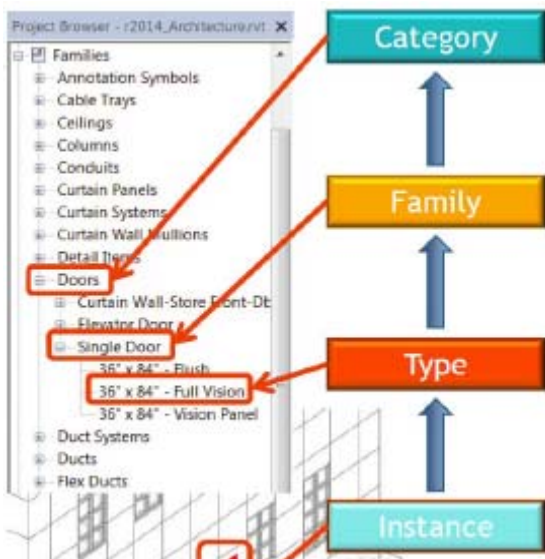 Project Browser - r2014_Architecture.rvt
Families
Annotation Symbols
Cable Trays
Ceilings
Columns
Conduits
Curtain Panels
Curtain Systems
Curtain Wall Mullions
Detail Items
Doors
Curtain Wall-Store Front-Db
Elevator Door
Single Door
36" x 84" - Flush
36" x 84" - Full Vision
36" x 84" - Vision Panel
Duct Systems
Ducts
Flex Ducts
Category
Family
Type
Instance